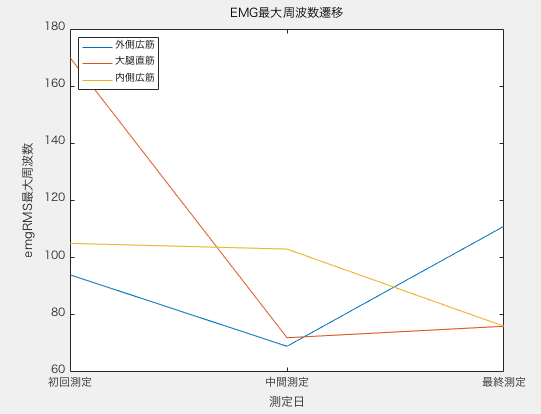 EMG最大周波数遷移
外側広筋
大腿直筋
内側広筋
180
160
140
120
100
80
60
emgRMS最大周波数
初回測定 中間測定 最終測定
測定日